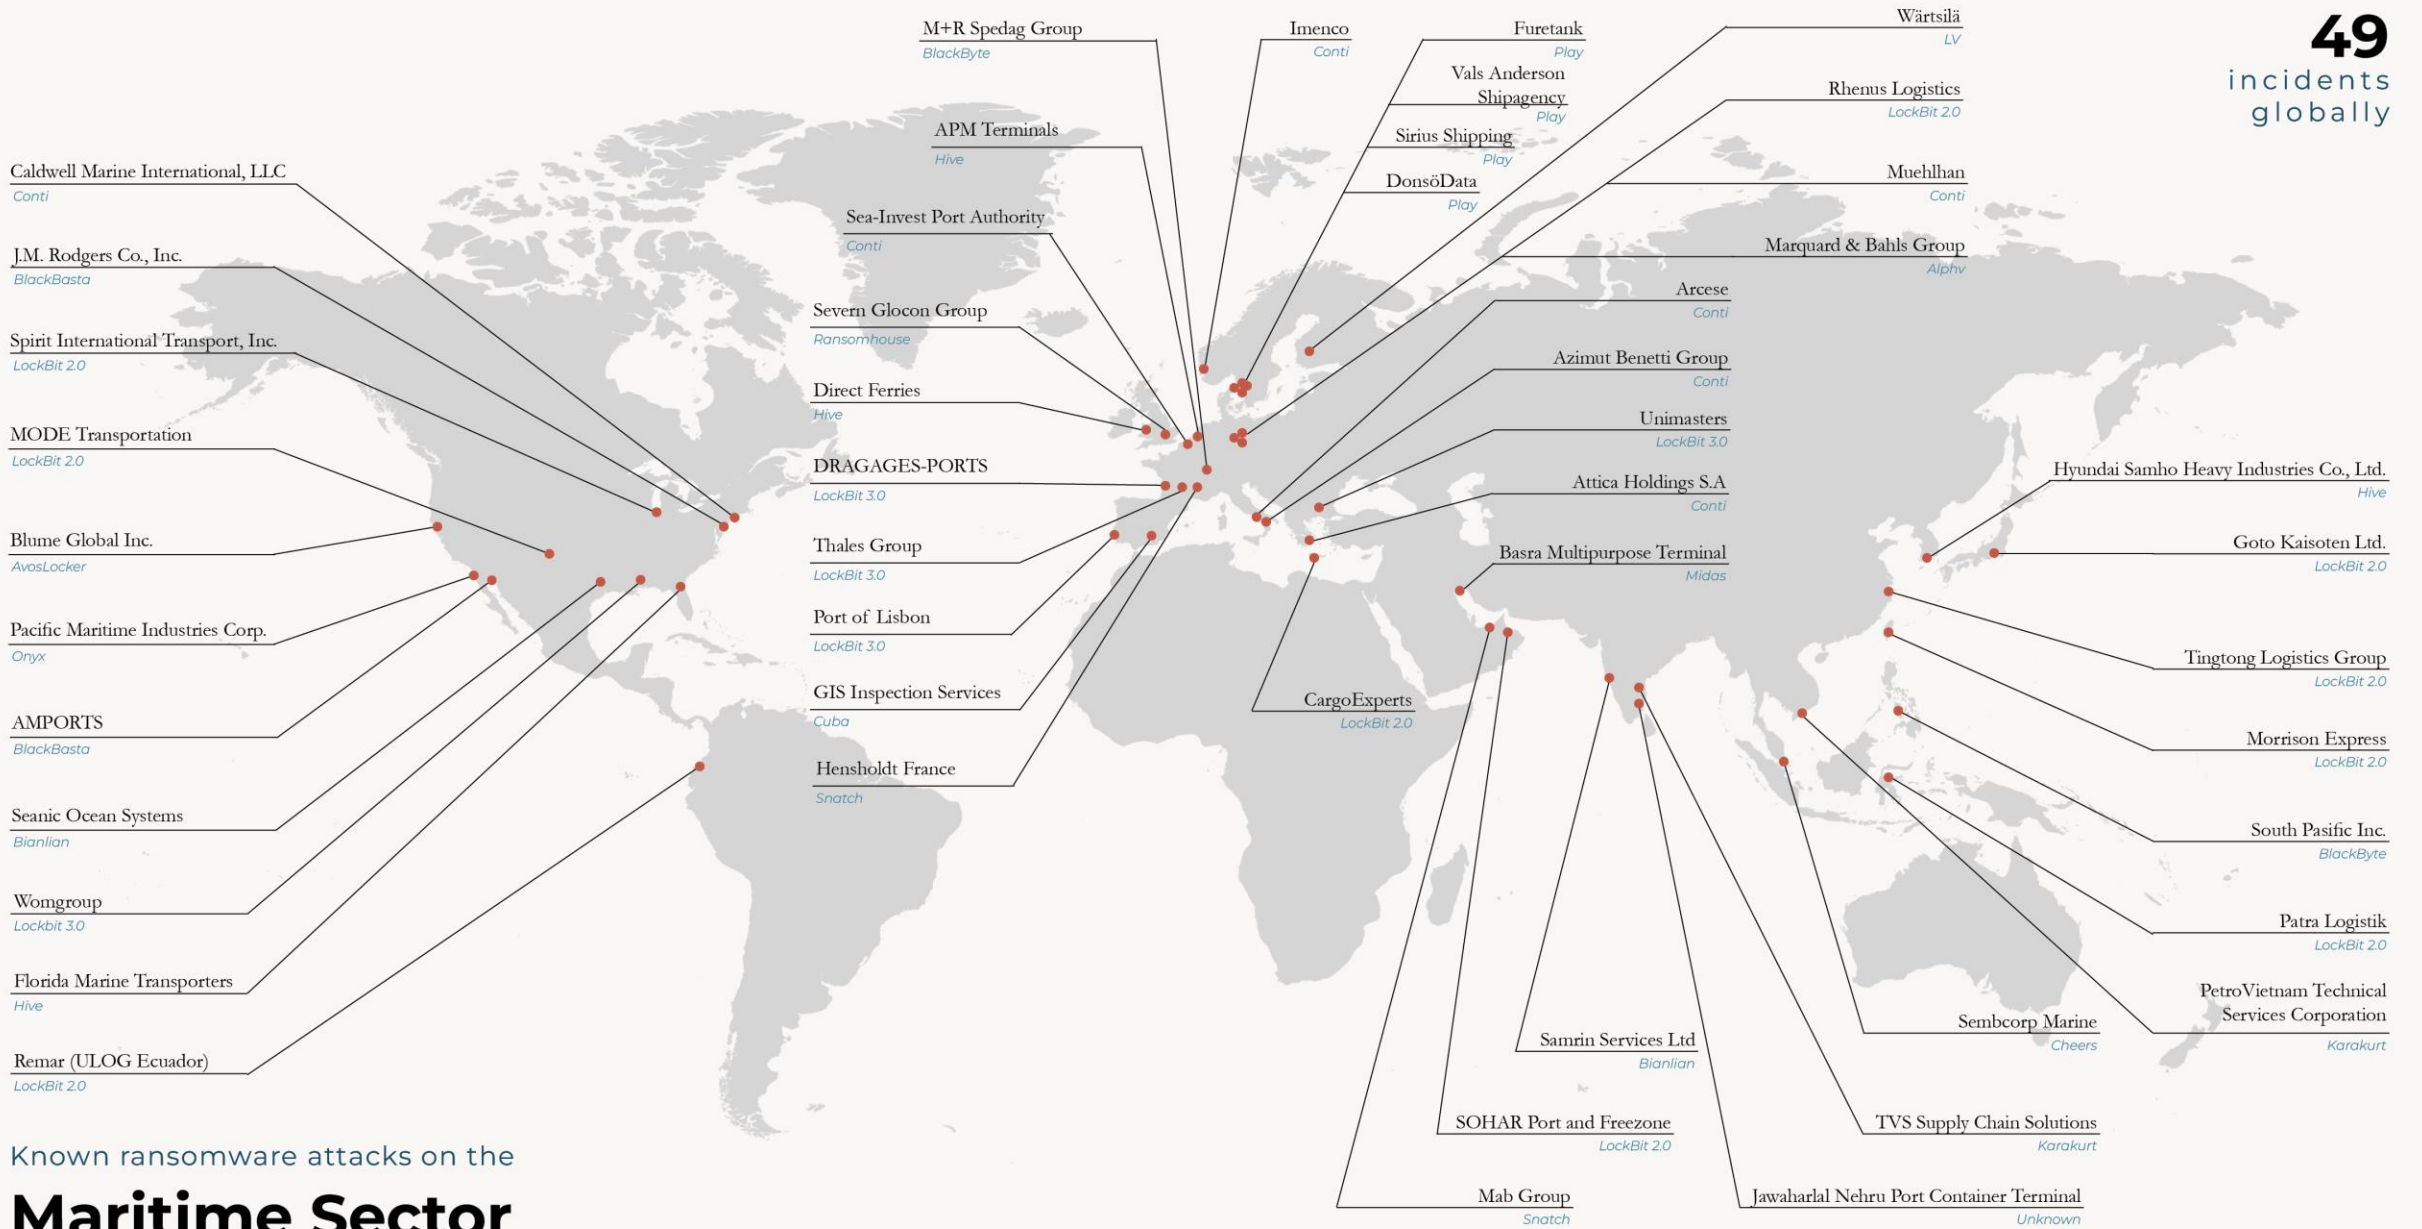 49
incidents
globally
Caldwell Marine International, LLC
Conti
J.M. Rodgers Co., Inc.
BlackBasta
Spirit International Transport, Inc.
LockBit 2.0
MODE Transportation
LockBit 2.0
Blume Global Inc.
AvosLocker
Pacific Maritime Industries Corp.
Onyx
AMPORTS
BlackBasta
Seanic Ocean Systems
Bianlian
Womgroup
Lockbit 3.0
Florida Marine Transporters
Hive
Remar (ULOG Ecuador)
LockBit 2.0
M+R Spedag Group
BlackByte
APM Terminals
Hive
Sea-Invest Port Authority
Conti
Severn Glocon Group
Ransomhouse
Direct Ferries
Hive
DRAGAGES-PORTS
LockBit 3.0
Thales Group
LockBit 3.0
Port of Lisbon
LockBit 3.0
GIS Inspection Services
Cuba
Hensholdt France
Snatch
Imenco
Conti
Furetank
Play
Vals Anderson
Shipagency
Play
Sirius Shipping
Play
DonsöData
Play
Wärtsilä
LV
Rhenus Logistics
LockBit 2.0
Muehlhan
Conti
Marquard & Bahls Group
Alphv
Arcese
Conti
Azimut Benetti Group
Conti
Unimasters
LockBit 3.0
Attica Holdings S.A
Conti
Basra Multipurpose Terminal
Midas
CargoExperts
LockBit 2.0
Hyundai Samho Heavy Industries Co., Ltd.
Hive
Goto Kaisoten Ltd.
LockBit 2.0
Tingtong Logistics Group
LockBit 2.0
Morrison Express
LockBit 2.0
South Pasific Inc.
BlackByte
Patra Logistik
LockBit 2.0
PetroVietnam Technical
Services Corporation
Karakurt
Sembcorp Marine
Cheers
Samrin Services Ltd
Bianlian
SOHAR Port and Freezone
LockBit 2.0
TVS Supply Chain Solutions
Karakurt
Mab Group
Snatch
Jawaharlal Nehru Port Container Terminal
Unknown
Known ransomware attacks on the
Maritime Sector